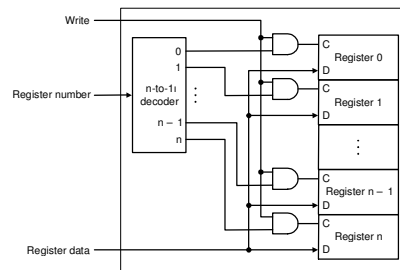 Write
Register number
Register data
n-to-1
decoder
0
1
⋮
n – 1
n
C
Register 0
D
C
Register 1
D
⋮
C
Register n – 1
D
C
Register n
D